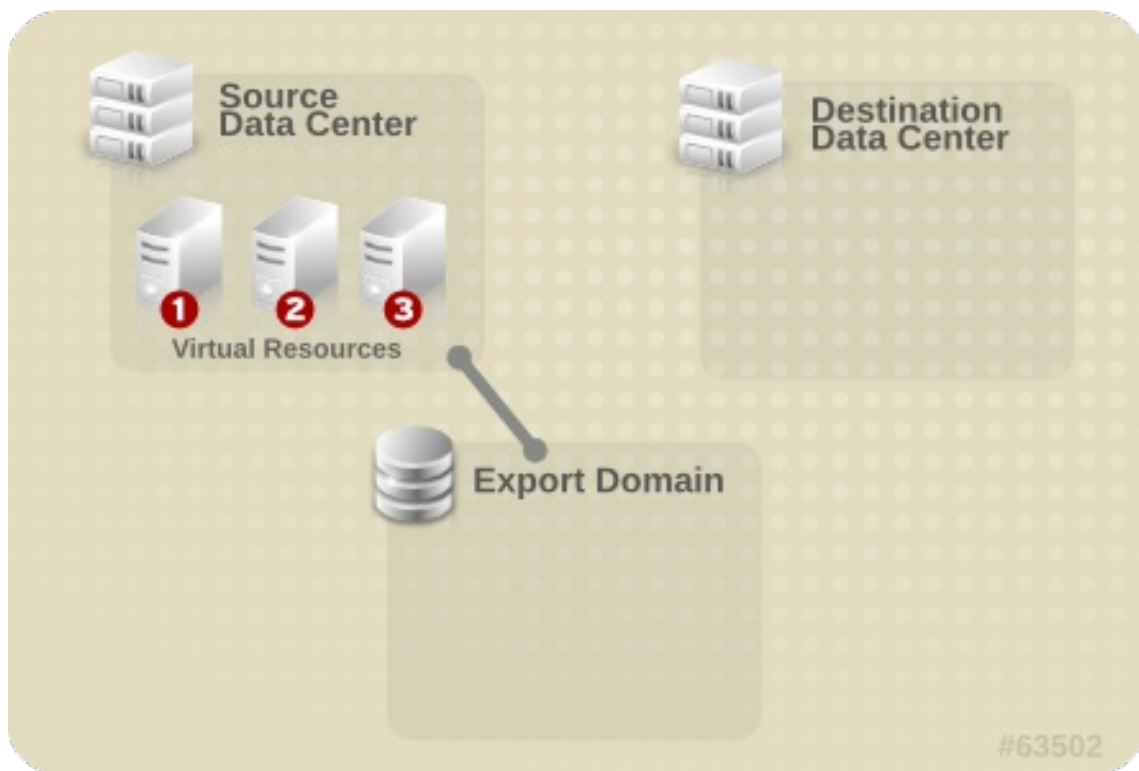 Source
Data Center
Destination
Data Center
1
2
3
Virtual Resources
Export Domain
#63502